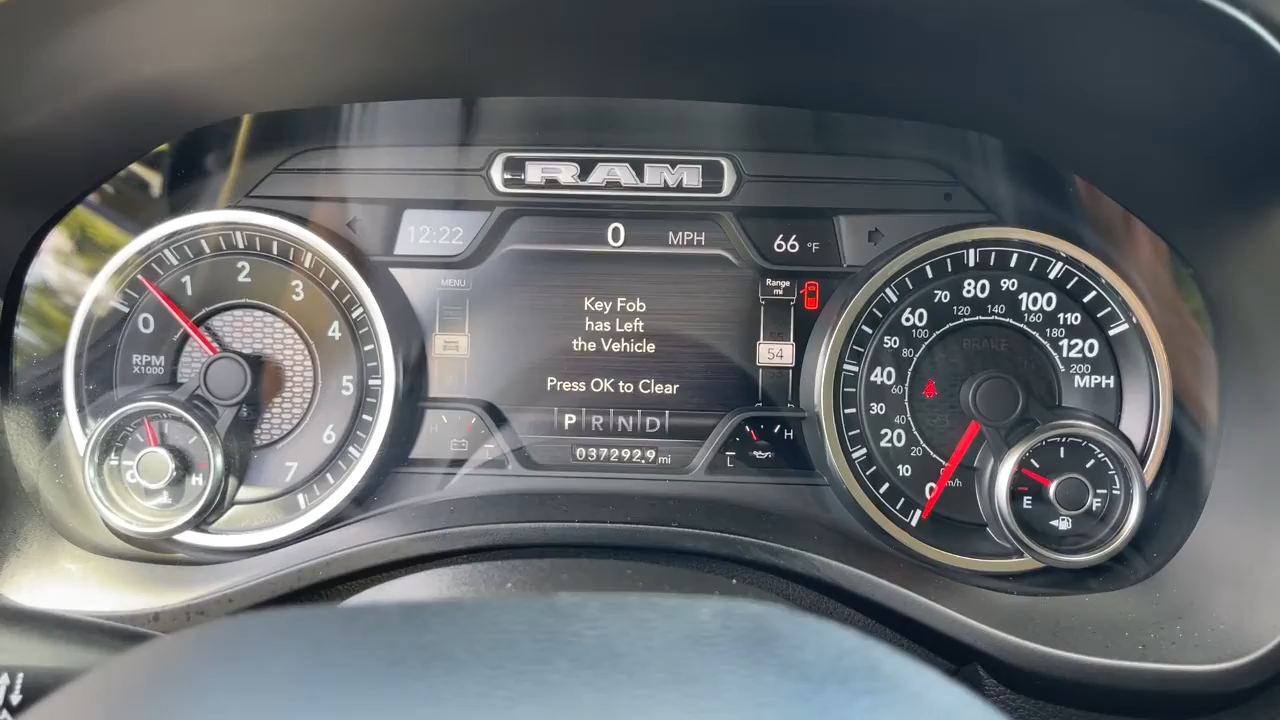 RAM
12:22
0 MPH
66 °F
MENU
Range
mi
54
Key Fob
has Left
the Vehicle
Press OK to Clear
P R N D
037292.9 mi
0 1 2 3 4 5 6 7
RPM
X1000
C H
H
L
L H
0 10 20 30 40 50 60 70 80 90 100 110 120
MPH
20 40 60 80 100 120 140 160 180 200
km/h
BRAKE
E F